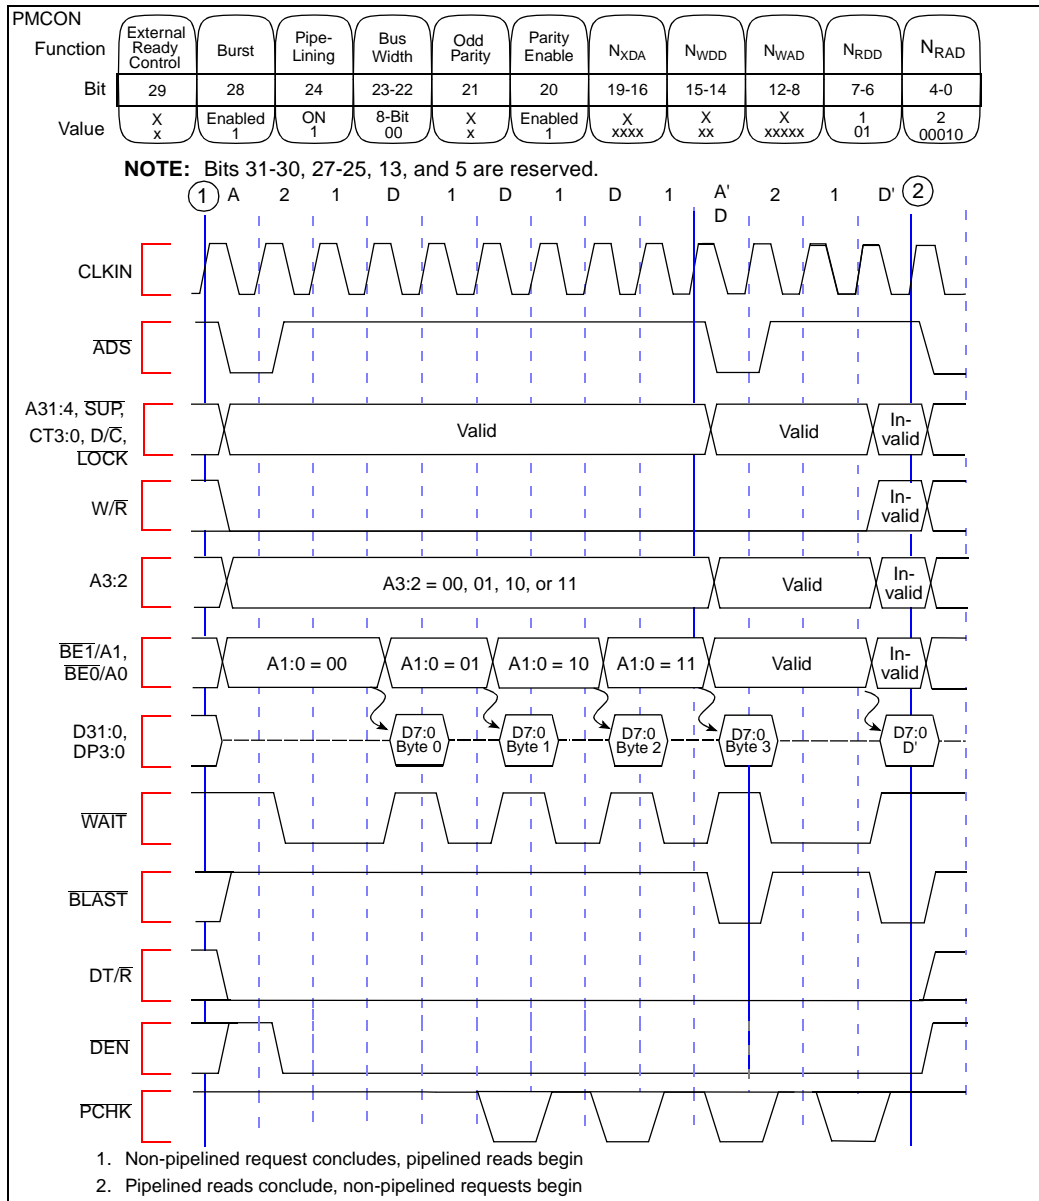 PMCON
Function
External Ready Control
Burst
Pipe-Lining
Bus Width
Odd Parity
Parity Enable
NXDA
NWDD
NWAD
NRDD
NRAD
Bit
29
28
24
23-22
21
20
19-16
15-14
12-8
7-6
4-0
Value
X
x
Enabled
1
ON
1
8-Bit
00
X
x
Enabled
1
X
xxxx
X
xx
X
xxxxx
1
01
2
00010
NOTE: Bits 31-30, 27-25, 13, and 5 are reserved.
1 A 2 1 D 1 D 1 D 1 A' 2 1 D' 2
D
CLKIN
ADS
A31:4, SUP,
CT3:0, D/C,
LOCK
Valid
Valid
In-
valid
W/R
In-
valid
A3:2
A3:2 = 00, 01, 10, or 11
Valid
In-
valid
BE1/A1,
BE0/A0
A1:0 = 00
A1:0 = 01
A1:0 = 10
A1:0 = 11
Valid
In-
valid
D31:0,
DP3:0
D7:0
Byte 0
D7:0
Byte 1
D7:0
Byte 2
D7:0
Byte 3
D7:0
D'
WAIT
BLAST
DT/R
DEN
PCHK
1. Non-pipelined request concludes, pipelined reads begin
2. Pipelined reads conclude, non-pipelined requests begin